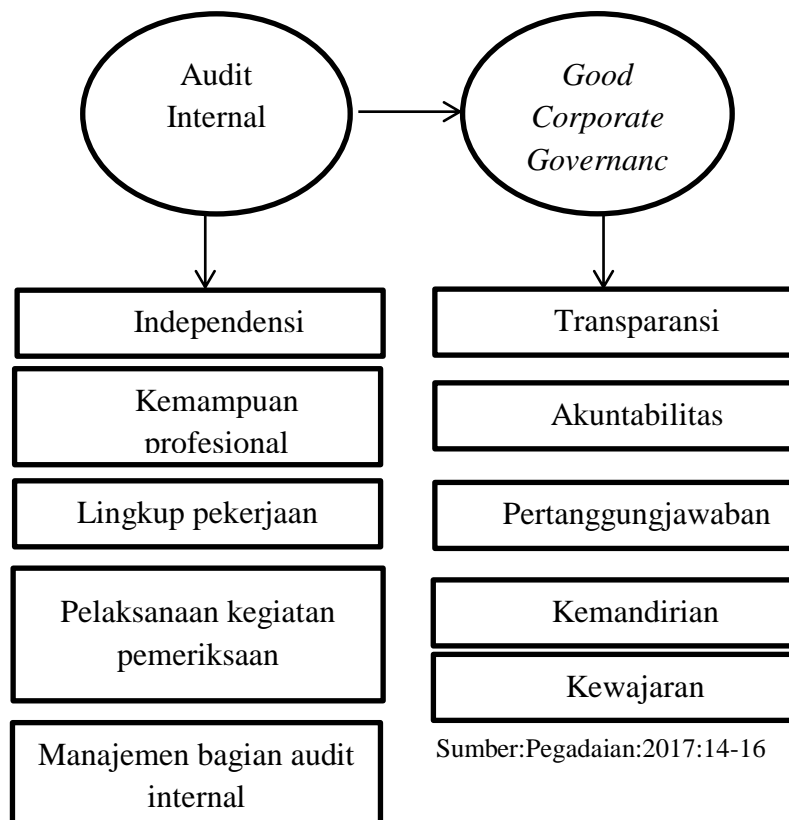 Audit
Internal
Good
Corporate
Governanc
Independensi
Kemampuan
profesional
Lingkup pekerjaan
Pelaksanaan kegiatan
pemeriksaan
Manajemen bagian audit
internal
Transparansi
Akuntabilitas
Pertanggungjawaban
Kemandirian
Kewajaran
Sumber:Pegadaian:2017:14-16